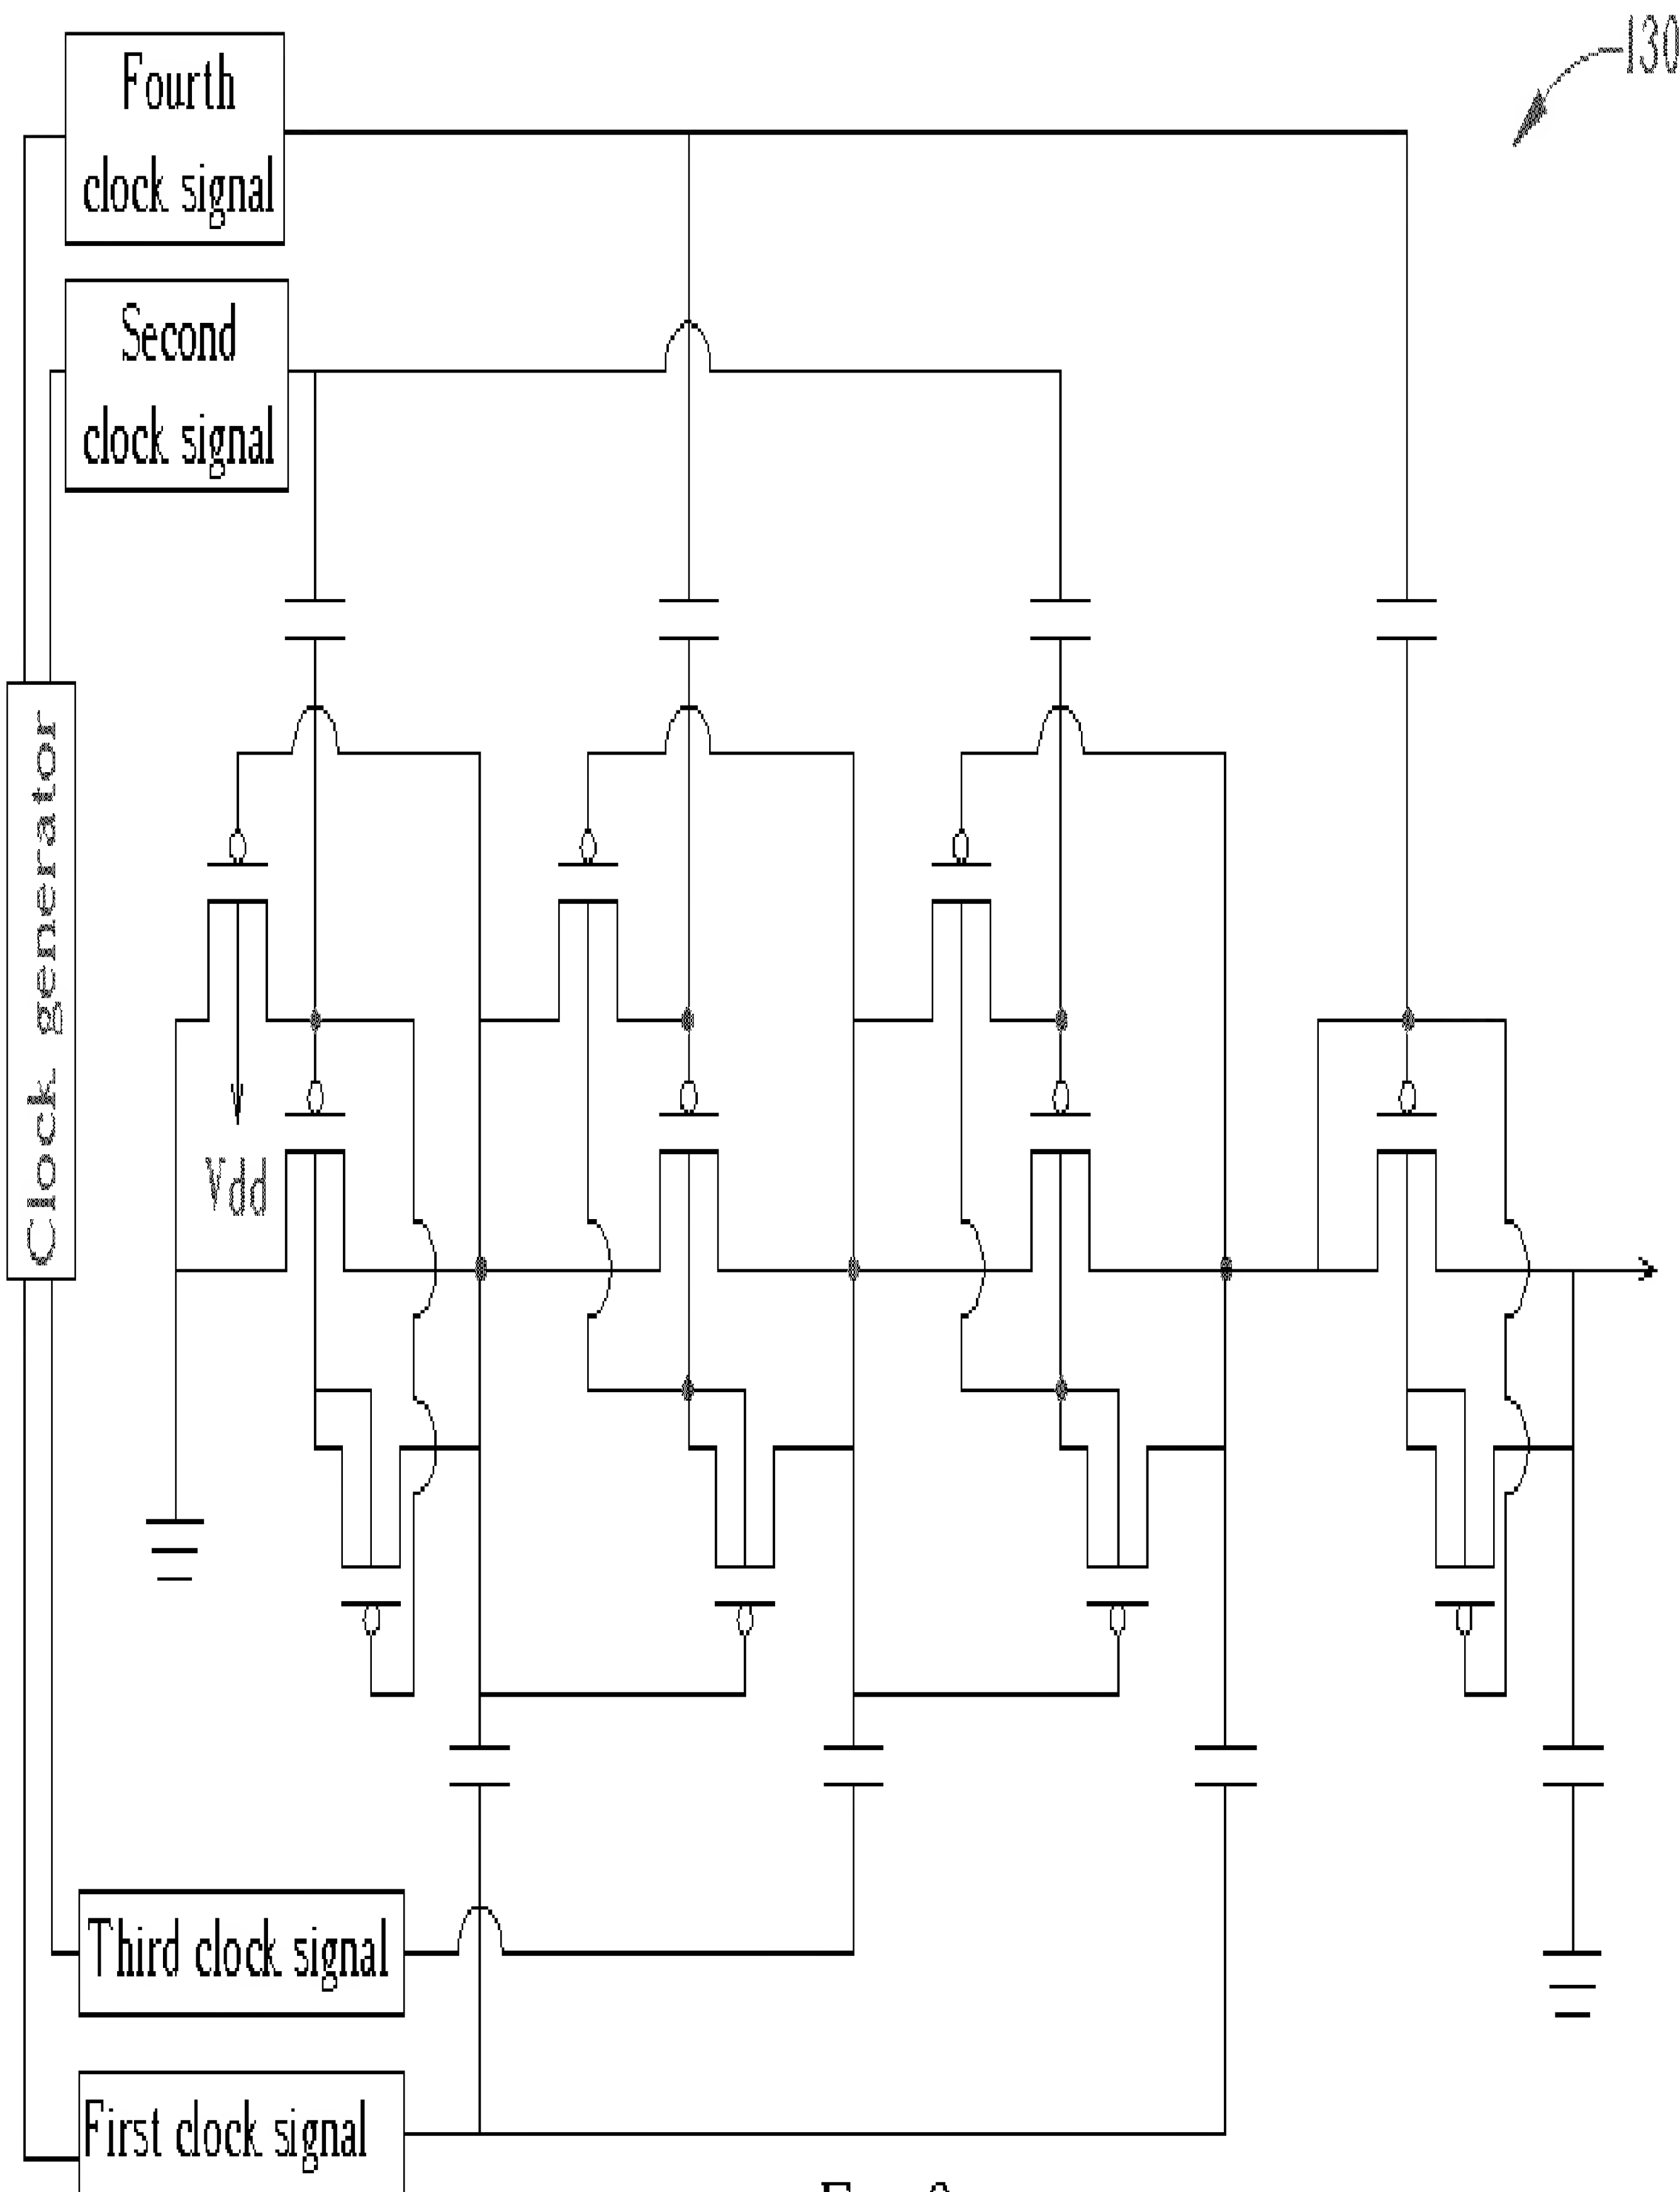 130
Fourth
clock signal
Second
clock signal
Clock generator
Vdd
Third clock signal
First clock signal